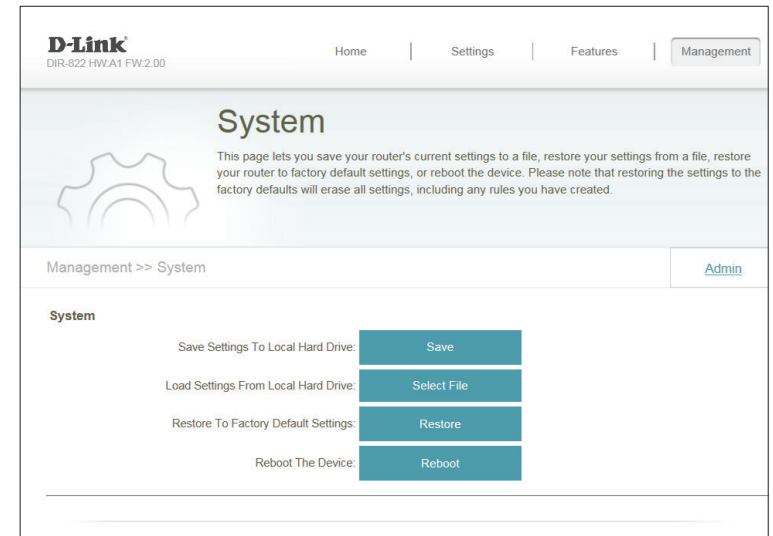 D-Link
DIR-822 HW:A1 FW:2.00
Home | Settings | Features | Management
System
This page lets you save your router's current settings to a file, restore your settings from a file, restore
your router to factory default settings, or reboot the device. Please note that restoring the settings to the
factory defaults will erase all settings, including any rules you have created.
Management >> System
Admin
System
Save Settings To Local Hard Drive: Save
Load Settings From Local Hard Drive: Select File
Restore To Factory Default Settings: Restore
Reboot The Device: Reboot